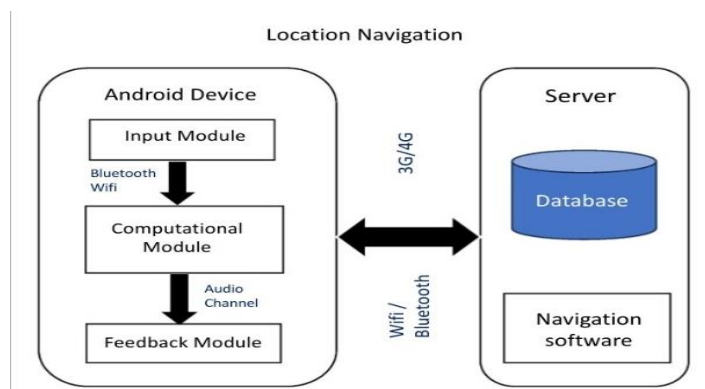 Location Navigation
Android Device
Input Module
Bluetooth
Wifi
Computational
Module
Audio
Channel
Feedback Module
3G/4G
Wifi /
Bluetooth
Server
Database
Navigation
software